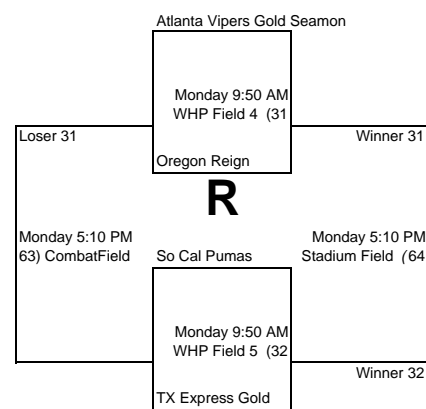 Atlanta Vipers Gold Seamon
Monday 9:50 AM
WHP Field 4 (31
Loser 31
Winner 31
Oregon Reign
R
Monday 5:10 PM
63) CombatField
Monday 5:10 PM
Stadium Field (64
So Cal Pumas
Monday 9:50 AM
WHP Field 5 (32
Winner 32
TX Express Gold